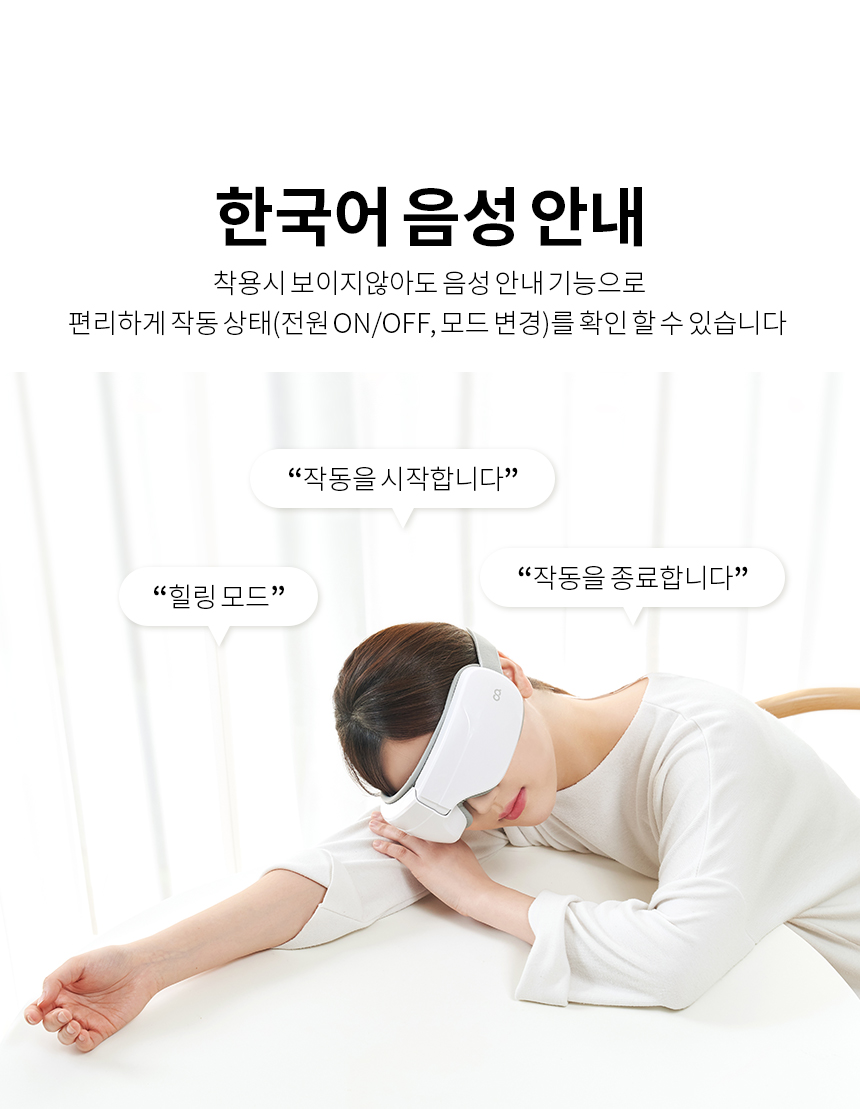 한국어 음성 안내
착용시 보이지않아도 음성 안내 기능으로
편리하게 작동 상태(전원 ON/OFF, 모드 변경)를 확인 할 수 있습니다
“작동을 시작합니다”
“힐링 모드”
“작동을 종료합니다”